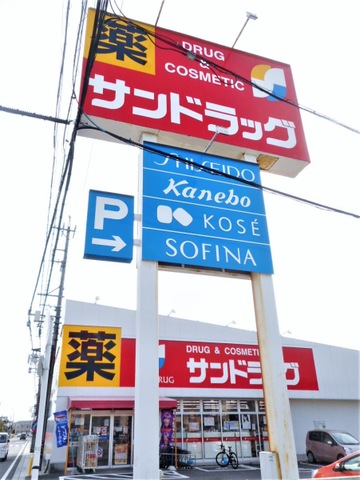 薬
DRUG
&
COSMETIC
サンドラッグ
SHISEIDO
Kanebo
KOSÉ
SOFINA
P
→
薬
DRUG & COSMETIC
サンドラッグ
DRUG